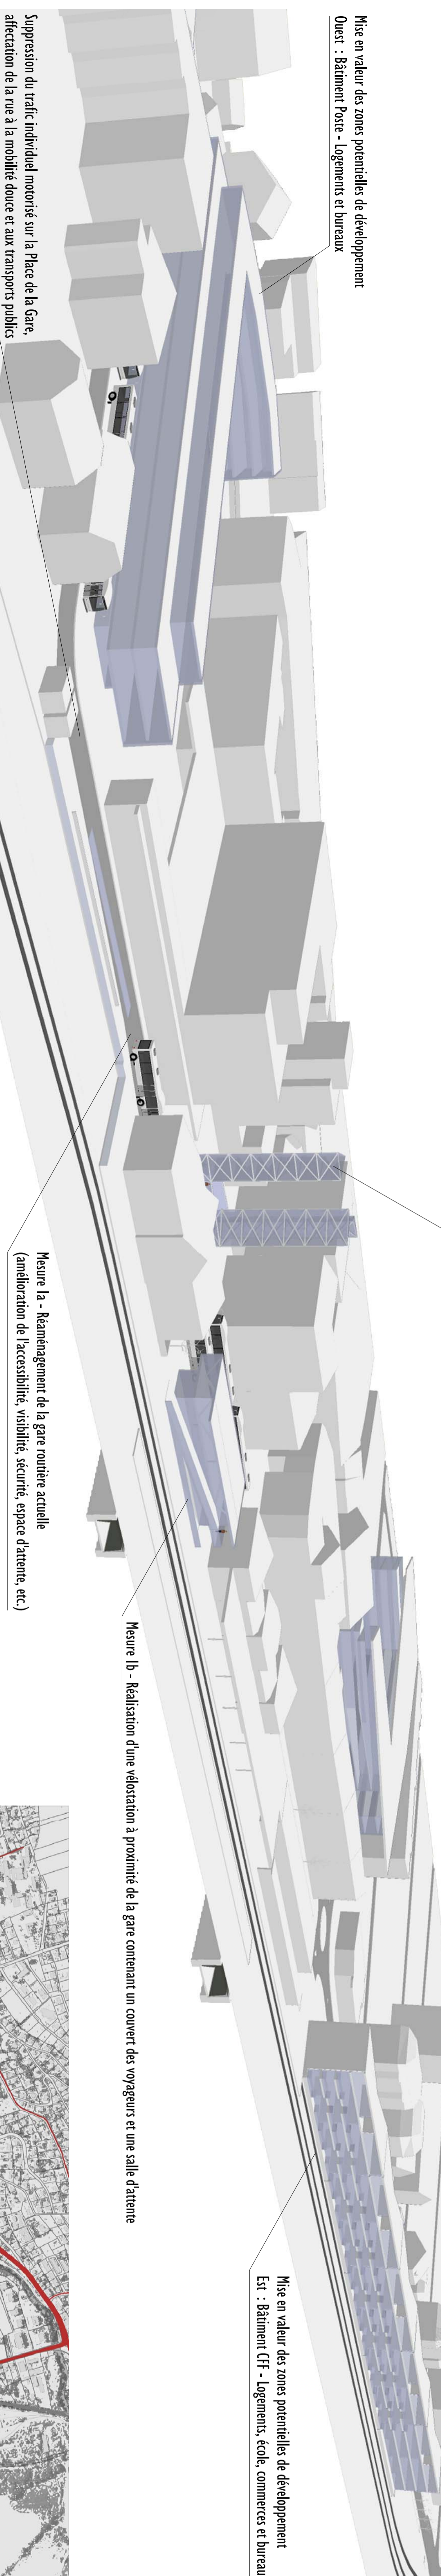 Mise en valeur des zones potentielles de développement
Ouest : Bâtiment Poste - Logements et bureaux
Suppression du trafic individuel motorisé sur la Place de la Gare,
affectation de la rue à la mobilité douce et aux transports publics
Mesure 1a - Réaménagement de la gare routière actuelle
(amélioration de l'accessibilité, visibilité, sécurité, espace d'attente, etc.)
Mesure 1b - Réalisation d'une vélostation à proximité de la gare contenant un couvert des voyageurs et une salle d'attente
Mise en valeur des zones potentielles de développement
Est : Bâtiment CFF - Logements, école, commerces et bureau